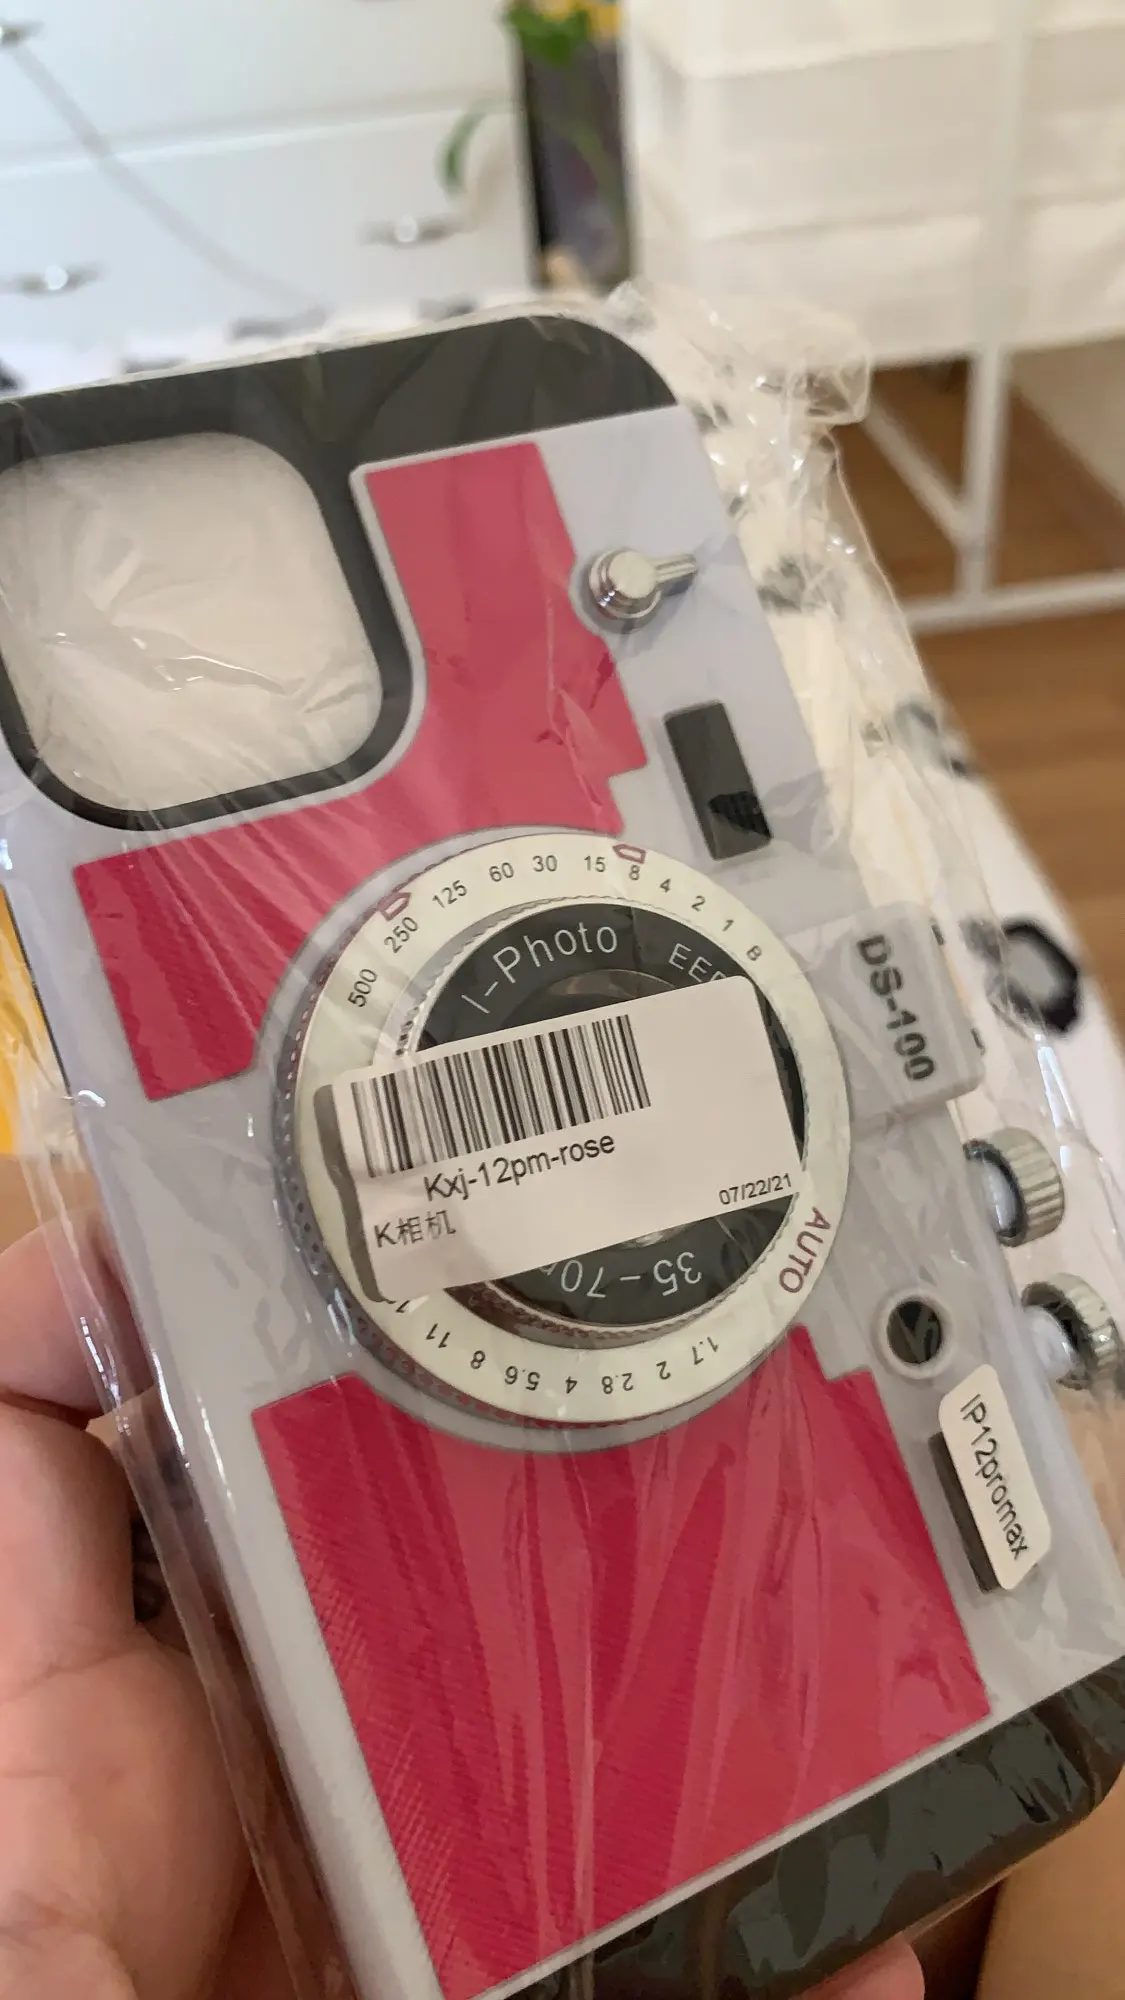 500 250 125 60 30 15 8 4 2 1 B
I-Photo
DS-100
Kxj-12pm-rose
K相机
07/22/21
35-70
AUTO
1.7 2 2.8 4 5.6 8 11
IP12promax